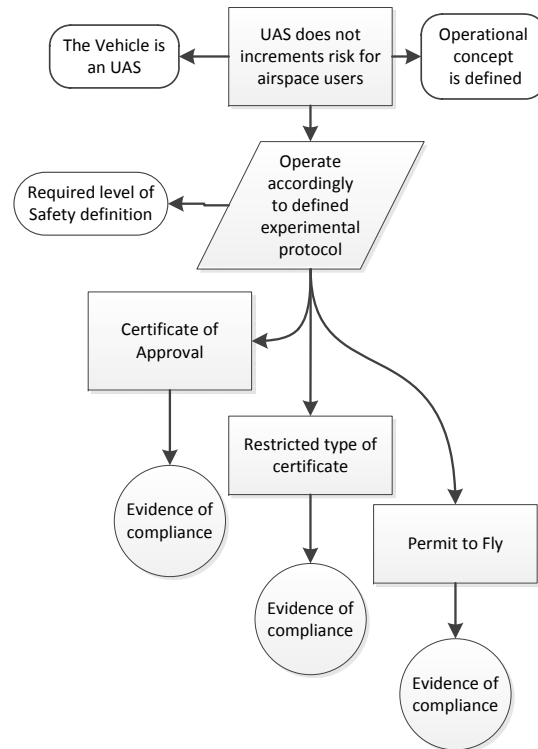 The Vehicle is
an UAS
UAS does not
increments risk for
airspace users
Operational
concept
is defined
Operate
accordingly
to defined
experimental
protocol
Required level of
Safety definition
Certificate of
Approval
Restricted type of
certificate
Evidence of
compliance
Permit to Fly
Evidence of
compliance
Evidence of
compliance